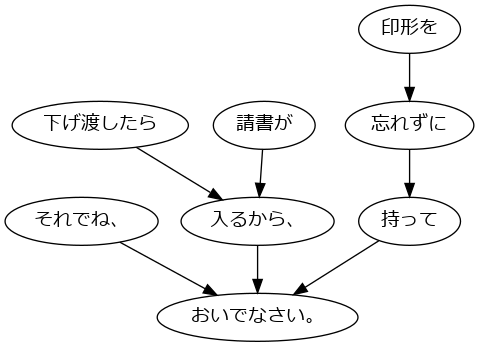 印形を
下げ渡したら
請書が
忘れずに
それでね、
入るから、
持って
おいでなさい。